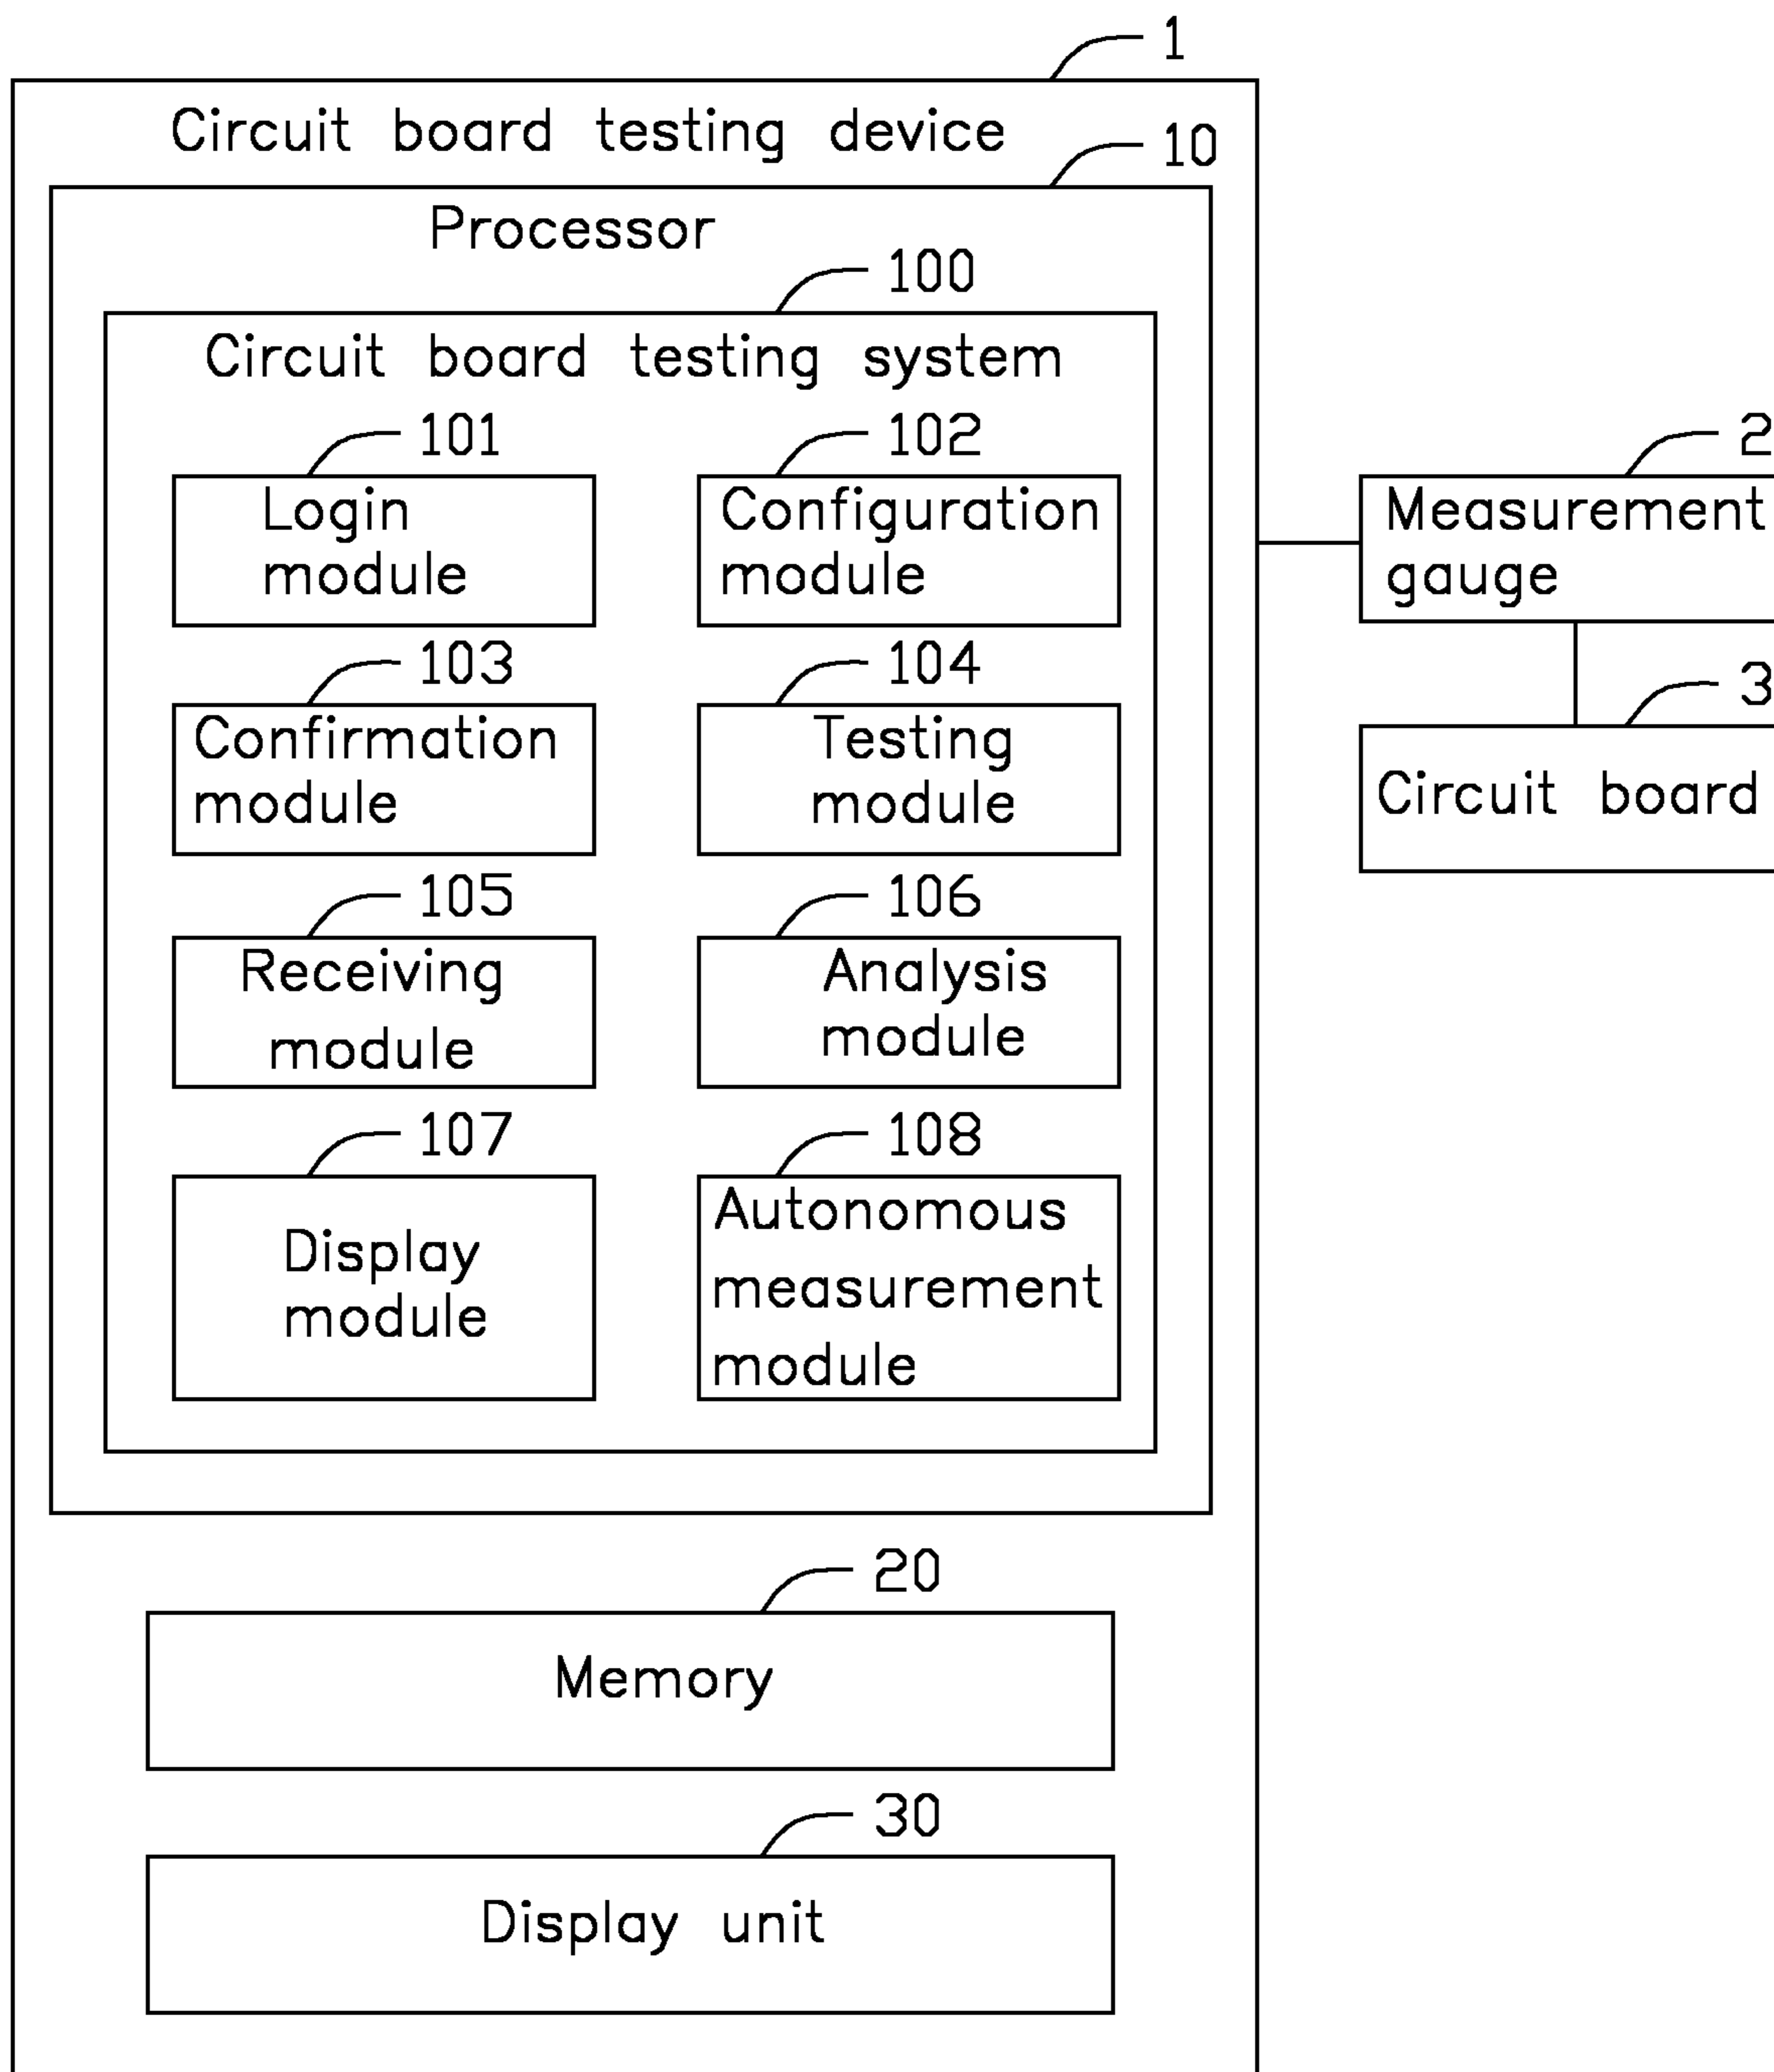 1
Circuit board testing device
10
Processor
100
Circuit board testing system
101
Login
module
102
Configuration
module
103
Confirmation
module
104
Testing
module
105
Receiving
module
106
Analysis
module
107
Display
module
108
Autonomous
measurement
module
20
Memory
30
Display unit
2
Measurement
gauge
3
Circuit board